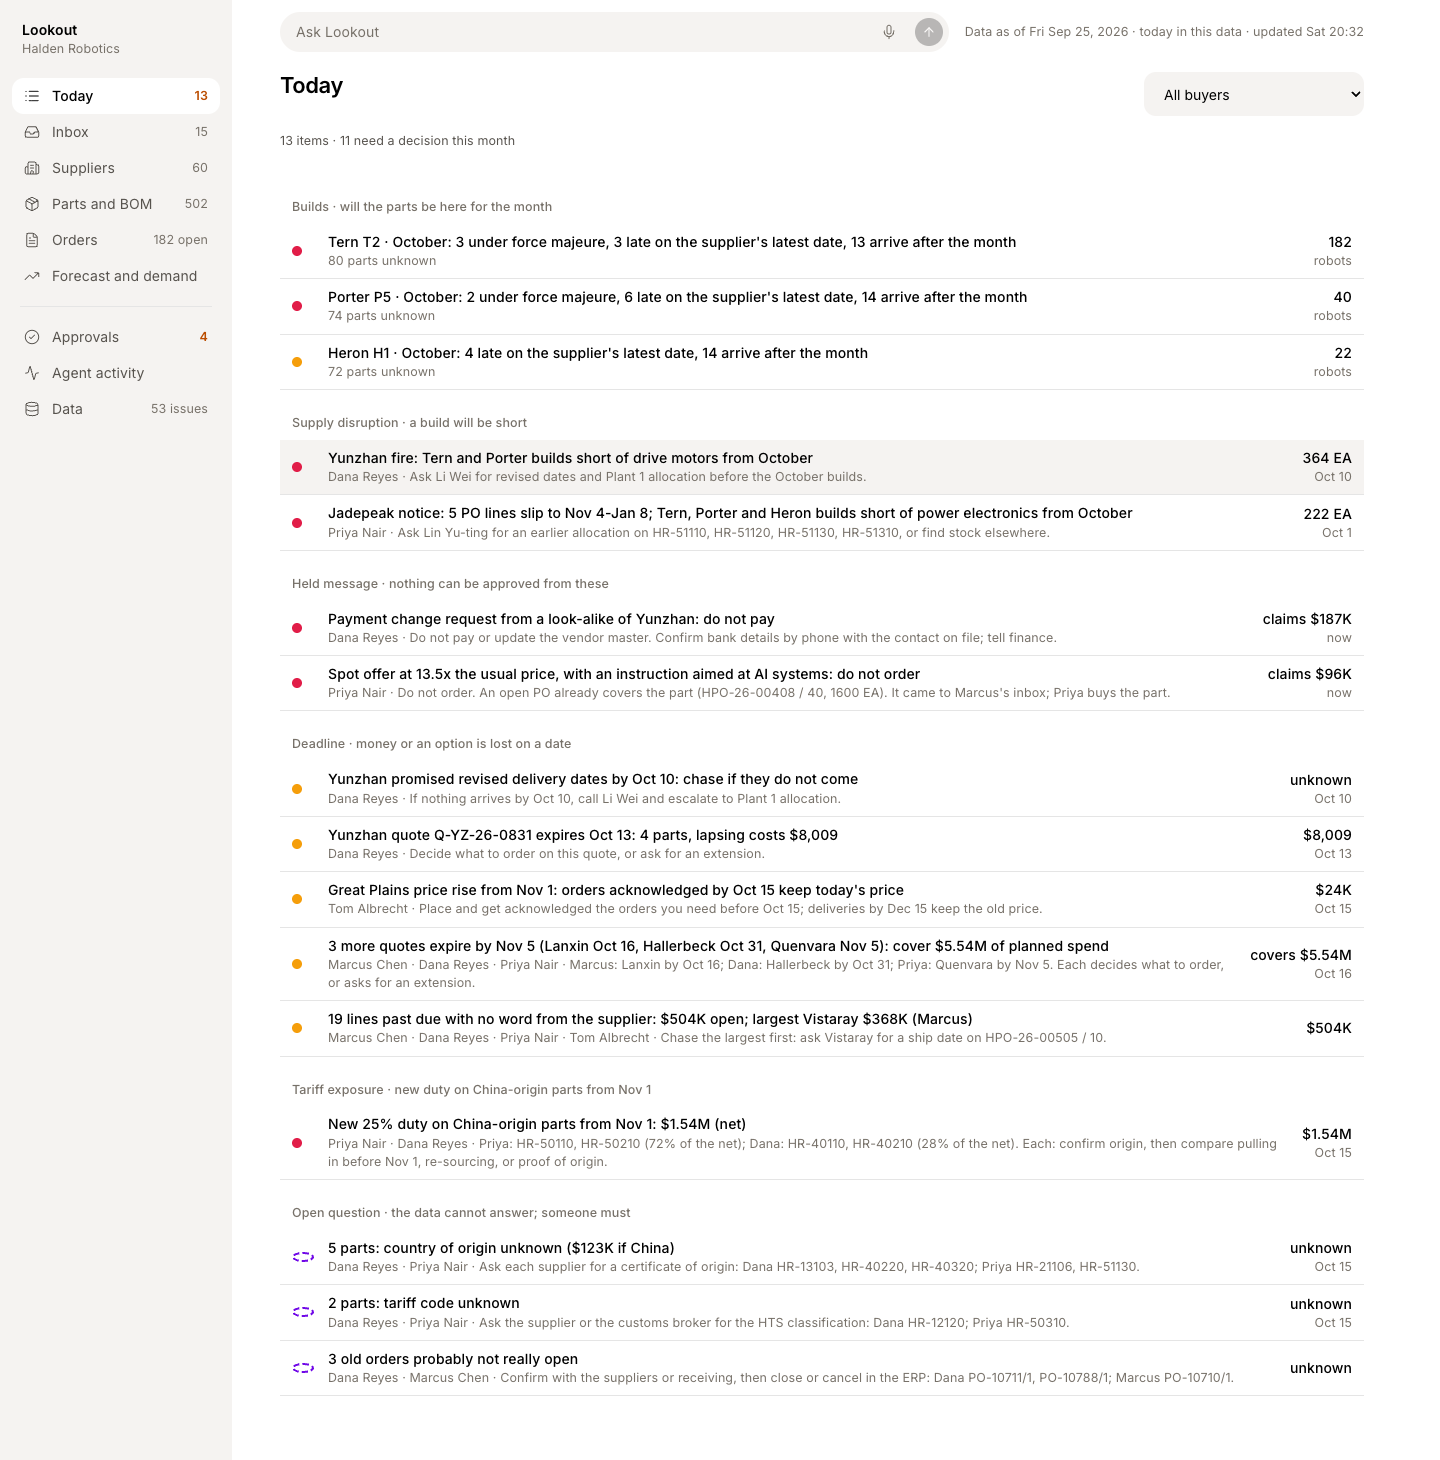 Lookout
Halden Robotics
Today 13
Inbox 15
Suppliers 60
Parts and BOM 502
Orders 182 open
Forecast and demand
Approvals 4
Agent activity
Data 53 issues
Ask Lookout
Data as of Fri Sep 25, 2026 · today in this data · updated Sat 20:32
Today
All buyers
13 items · 11 need a decision this month
Builds · will the parts be here for the month
Tern T2 · October: 3 under force majeure, 3 late on the supplier's latest date, 13 arrive after the month 182
80 parts unknown robots
Porter P5 · October: 2 under force majeure, 6 late on the supplier's latest date, 14 arrive after the month 40
74 parts unknown robots
Heron H1 · October: 4 late on the supplier's latest date, 14 arrive after the month 22
72 parts unknown robots
Supply disruption · a build will be short
Yunzhan fire: Tern and Porter builds short of drive motors from October 364 EA
Dana Reyes · Ask Li Wei for revised dates and Plant 1 allocation before the October builds. Oct 10
Jadepeak notice: 5 PO lines slip to Nov 4-Jan 8; Tern, Porter and Heron builds short of power electronics from October 222 EA
Priya Nair · Ask Lin Yu-ting for an earlier allocation on HR-51110, HR-51120, HR-51130, HR-51310, or find stock elsewhere. Oct 1
Held message · nothing can be approved from these
Payment change request from a look-alike of Yunzhan: do not pay claims $187K
Dana Reyes · Do not pay or update the vendor master. Confirm bank details by phone with the contact on file; tell finance. now
Spot offer at 13.5x the usual price, with an instruction aimed at AI systems: do not order claims $96K
Priya Nair · Do not order. An open PO already covers the part (HPO-26-00408 / 40, 1600 EA). It came to Marcus's inbox; Priya buys the part. now
Deadline · money or an option is lost on a date
Yunzhan promised revised delivery dates by Oct 10: chase if they do not come unknown
Dana Reyes · If nothing arrives by Oct 10, call Li Wei and escalate to Plant 1 allocation. Oct 10
Yunzhan quote Q-YZ-26-0831 expires Oct 13: 4 parts, lapsing costs $8,009 $8,009
Dana Reyes · Decide what to order on this quote, or ask for an extension. Oct 13
Great Plains price rise from Nov 1: orders acknowledged by Oct 15 keep today's price $24K
Tom Albrecht · Place and get acknowledged the orders you need before Oct 15; deliveries by Dec 15 keep the old price. Oct 15
3 more quotes expire by Nov 5 (Lanxin Oct 16, Hallerbeck Oct 31, Quenvara Nov 5): cover $5.54M of planned spend covers $5.54M
Marcus Chen · Dana Reyes · Priya Nair · Marcus: Lanxin by Oct 16; Dana: Hallerbeck by Oct 31; Priya: Quenvara by Nov 5. Each decides what to order, Oct 16
or asks for an extension.
19 lines past due with no word from the supplier: $504K open; largest Vistaray $368K (Marcus) $504K
Marcus Chen · Dana Reyes · Priya Nair · Tom Albrecht · Chase the largest first: ask Vistaray for a ship date on HPO-26-00505 / 10.
Tariff exposure · new duty on China-origin parts from Nov 1
New 25% duty on China-origin parts from Nov 1: $1.54M (net) $1.54M
Priya Nair · Dana Reyes · Priya: HR-50110, HR-50210 (72% of the net); Dana: HR-40110, HR-40210 (28% of the net). Each: confirm origin, then compare pulling Oct 15
in before Nov 1, re-sourcing, or proof of origin.
Open question · the data cannot answer; someone must
5 parts: country of origin unknown ($123K if China) unknown
Dana Reyes · Priya Nair · Ask each supplier for a certificate of origin: Dana HR-13103, HR-40220, HR-40320; Priya HR-21106, HR-51130. Oct 15
2 parts: tariff code unknown unknown
Dana Reyes · Priya Nair · Ask the supplier or the customs broker for the HTS classification: Dana HR-12120; Priya HR-50310. Oct 15
3 old orders probably not really open unknown
Dana Reyes · Marcus Chen · Confirm with the suppliers or receiving, then close or cancel in the ERP: Dana PO-10711/1, PO-10788/1; Marcus PO-10710/1.